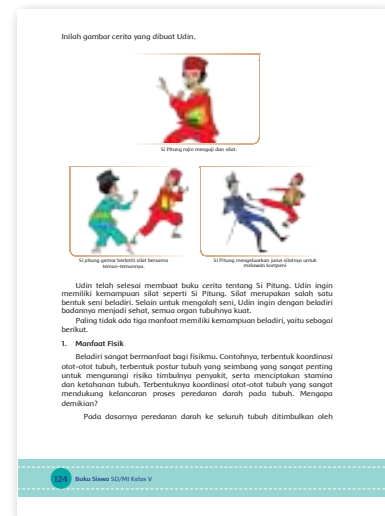 Inilah gambar cerita yang dibuat Udin.
Si Pitung rajin mengaji dan silat.
Si pitung gemar berlatih silat bersama
teman-temannya.
Si Pitung mengeluarkan jurus silatnya untuk
melawan kompeni
Udin telah selesai membuat buku cerita tentang Si Pitung. Udin ingin
memiliki kemampuan silat seperti Si Pitung. Silat merupakan salah satu
bentuk seni beladiri. Selain untuk mengolah seni, Udin ingin dengan beladiri
badannya menjadi sehat, semua organ tubuhnya kuat.
Paling tidak ada tiga manfaat memiliki kemampuan beladiri, yaitu sebagai
berikut.
1. Manfaat Fisik
Beladiri sangat bermanfaat bagi fisikmu. Contohnya, terbentuk koordinasi
otot-otot tubuh, terbentuk postur tubuh yang seimbang yang sangat penting
untuk mengurangi risiko timbulnya penyakit, serta menciptakan stamina
dan ketahanan tubuh. Terbentuknya koordinasi otot-otot tubuh yang sangat
mendukung kelancaran proses peredaran darah pada tubuh. Mengapa
demikian?
Pada dasarnya peredaran darah ke seluruh tubuh ditimbulkan oleh
124 Buku Siswa SD/MI Kelas V